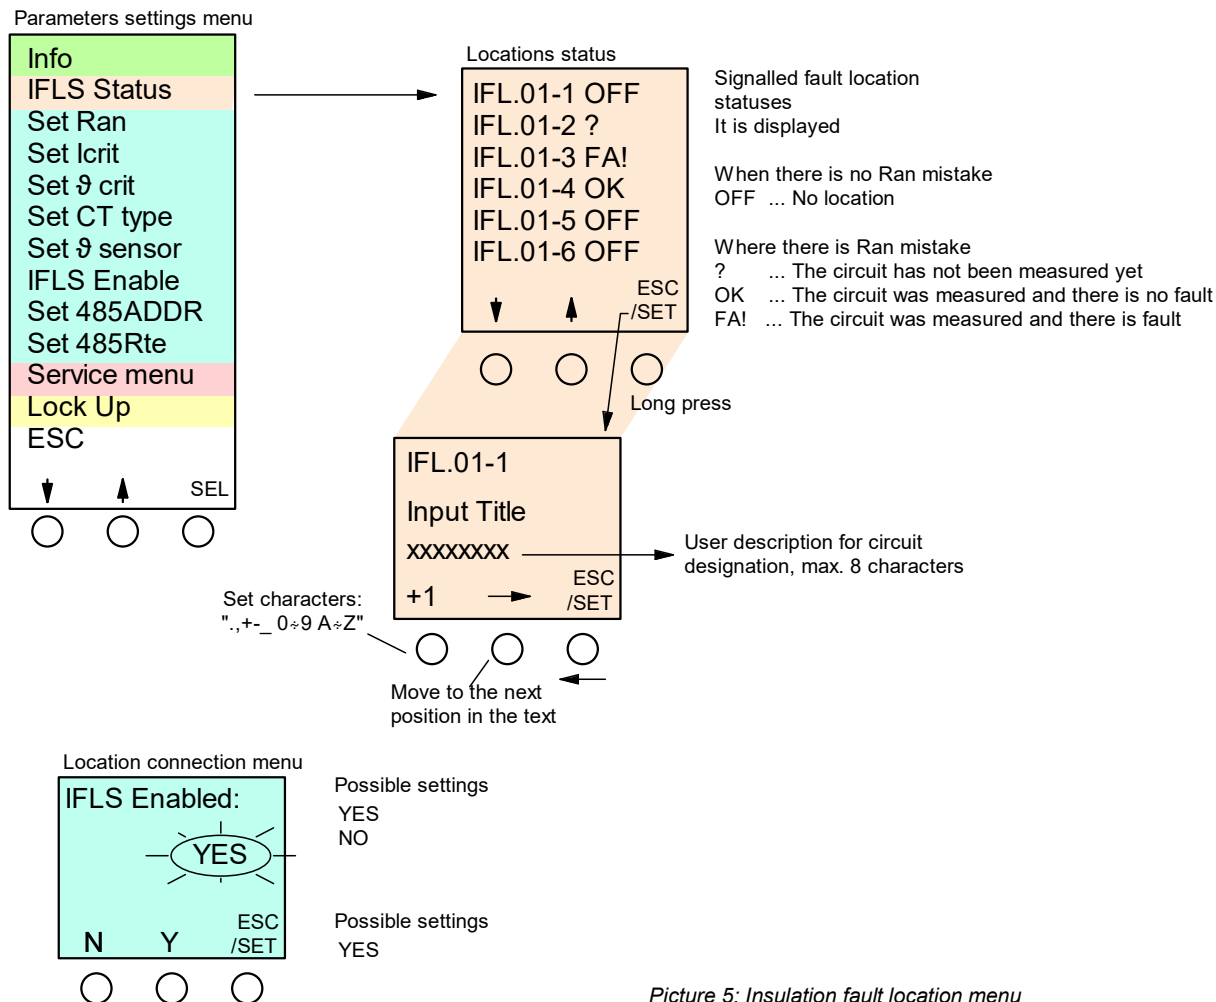 Parameters settings menu
Info
IFLS Status
Set Ran
Set Icrit
Set ϑ crit
Set CT type
Set ϑ sensor
IFLS Enable
Set 485ADDR
Set 485Rte
Service menu
Lock Up
ESC
SEL
Locations status
IFL.01-1 OFF
IFL.01-2 ?
IFL.01-3 FA!
IFL.01-4 OK
IFL.01-5 OFF
IFL.01-6 OFF
ESC
/SET
Long press
Signalled fault location
statuses
It is displayed
When there is no Ran mistake
OFF ... No location
Where there is Ran mistake
? ... The circuit has not been measured yet
OK ... The circuit was measured and there is no fault
FA! ... The circuit was measured and there is fault
IFL.01-1
Input Title
xxxxxxxx
+1
ESC
/SET
User description for circuit
designation, max. 8 characters
Set characters:
".,+-_ 0÷9 A÷Z"
Move to the next
position in the text
Location connection menu
IFLS Enabled:
YES
N Y
ESC
/SET
Possible settings
YES
NO
Possible settings
YES
Picture 5: Insulation fault location menu